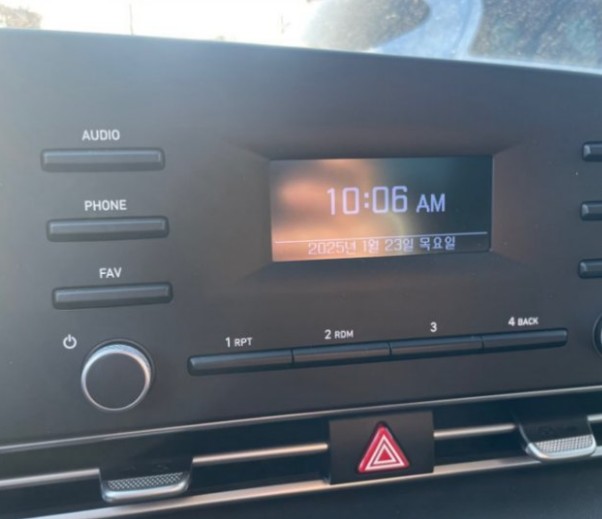 AUDIO
10:06 AM
PHONE
2025년 1월 23일 목요일
FAV
1 RPT
2 RDM
3
4 BACK